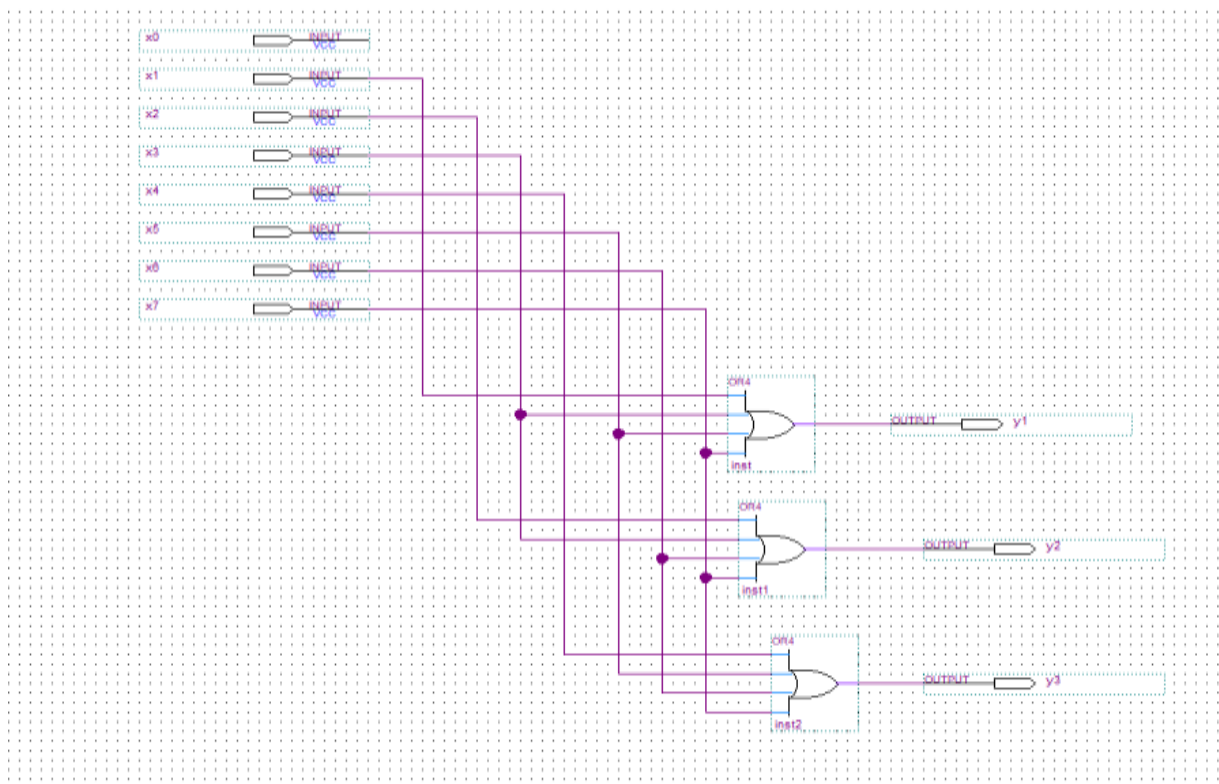 x0 INPUT
VCC
x1 INPUT
VCC
x2 INPUT
VCC
x3 INPUT
VCC
x4 INPUT
VCC
x5 INPUT
VCC
x6 INPUT
VCC
x7 INPUT
VCC
OR4
OUTPUT y1
inst
OR4
OUTPUT y2
inst1
OR4
OUTPUT y3
inst2